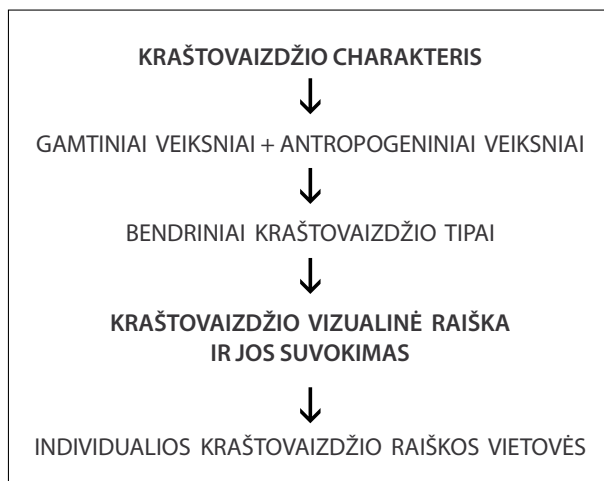 KRAŠTOVAIZDŽIO CHARAKTERIS
GAMTINIAI VEIKSNIAI + ANTROPOGENINIAI VEIKSNIAI
BENDRINIAI KRAŠTOVAIZDŽIO TIPAI
KRAŠTOVAIZDŽIO VIZUALINĖ RAIŠKA
IR JOS SUVOKIMAS
INDIVIDUALIOS KRAŠTOVAIZDŽIO RAIŠKOS VIETOVĖS